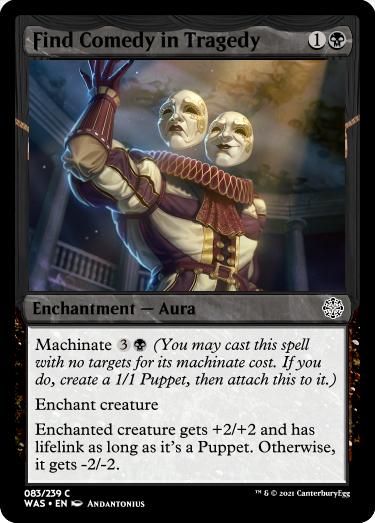 Find Comedy in Tragedy 1
Enchantment — Aura
Machinate 3 (You may cast this spell
with no targets for its machinate cost. If you
do, create a 1/1 Puppet, then attach this to it.)
Enchant creature
Enchanted creature gets +2/+2 and has
lifelink as long as it's a Puppet. Otherwise,
it gets -2/-2.
083/239 C
WAS • EN Andantonius
™ & © 2021 CanterburyEgg